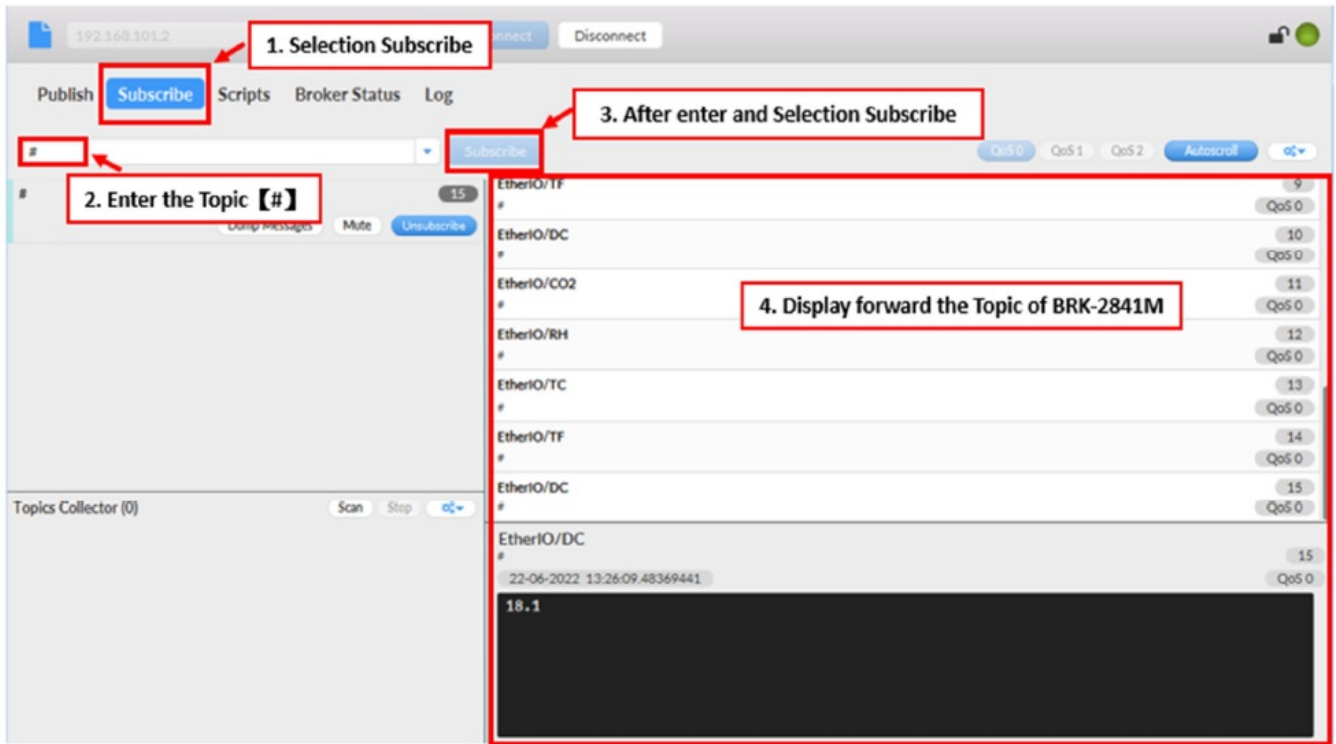 192.168.101.2
1. Selection Subscribe
Disconnect
Publish
Subscribe
Scripts
Broker Status
Log
3. After enter and Selection Subscribe
#
Subscribe
QoS 0
QoS 1
QoS 2
Autoscroll
#
15
2. Enter the Topic【#】
Dump Messages
Mute
Unsubscribe
EtherIO/TF
9
#
QoS 0
EtherIO/DC
10
#
QoS 0
EtherIO/CO2
11
#
QoS 0
4. Display forward the Topic of BRK-2841M
EtherIO/RH
12
#
QoS 0
EtherIO/TC
13
#
QoS 0
EtherIO/TF
14
#
QoS 0
EtherIO/DC
15
#
QoS 0
Topics Collector (0)
Scan
Stop
EtherIO/DC
#
15
22-06-2022 13:26:09.48369441
QoS 0
18.1